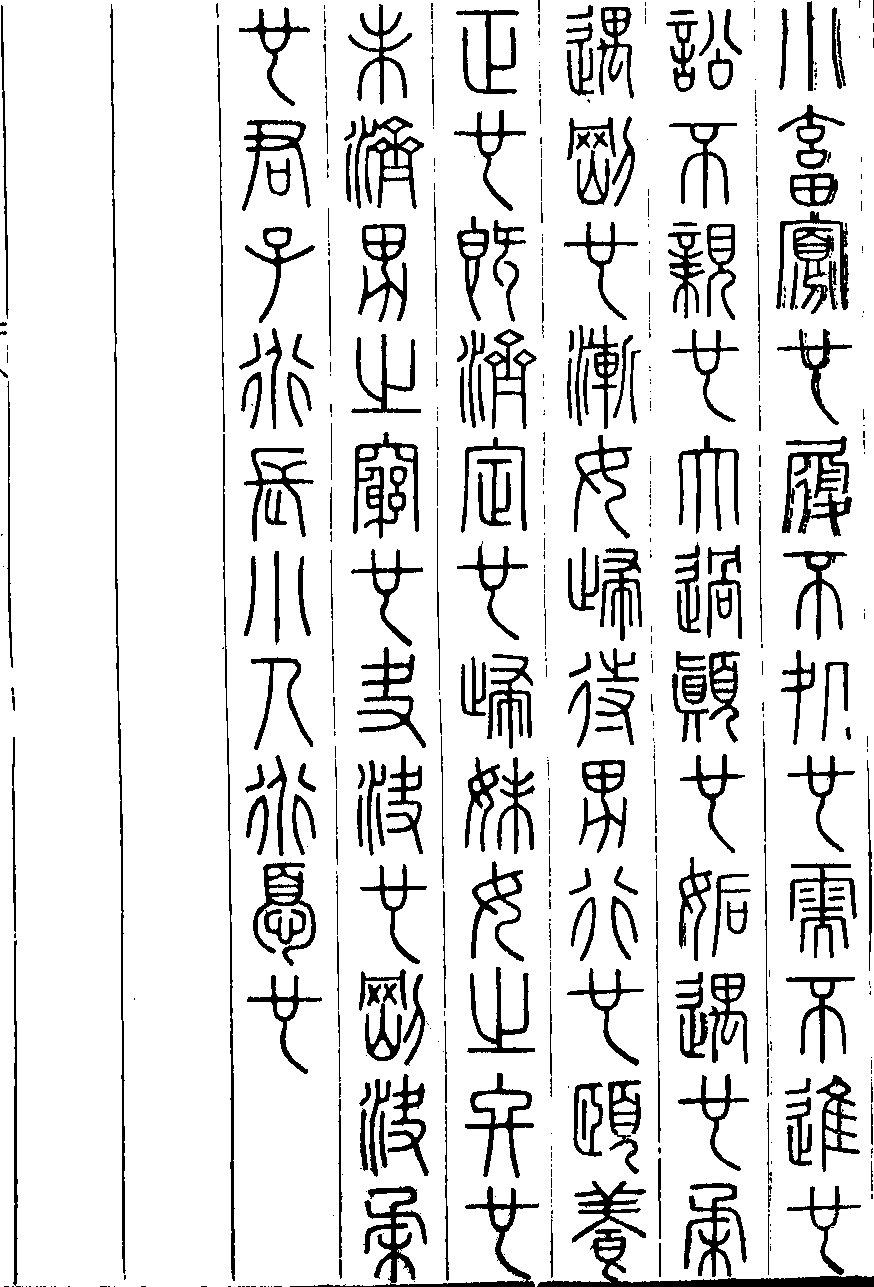 小畜寡也履不處也需不進也
訟不親也大過顛也姤遇也柔
遇剛也漸女歸待男行也頤養
正也既濟定也歸妹女之終也
未濟男之窮也夬決也剛決柔
也君子道長小人道憂也